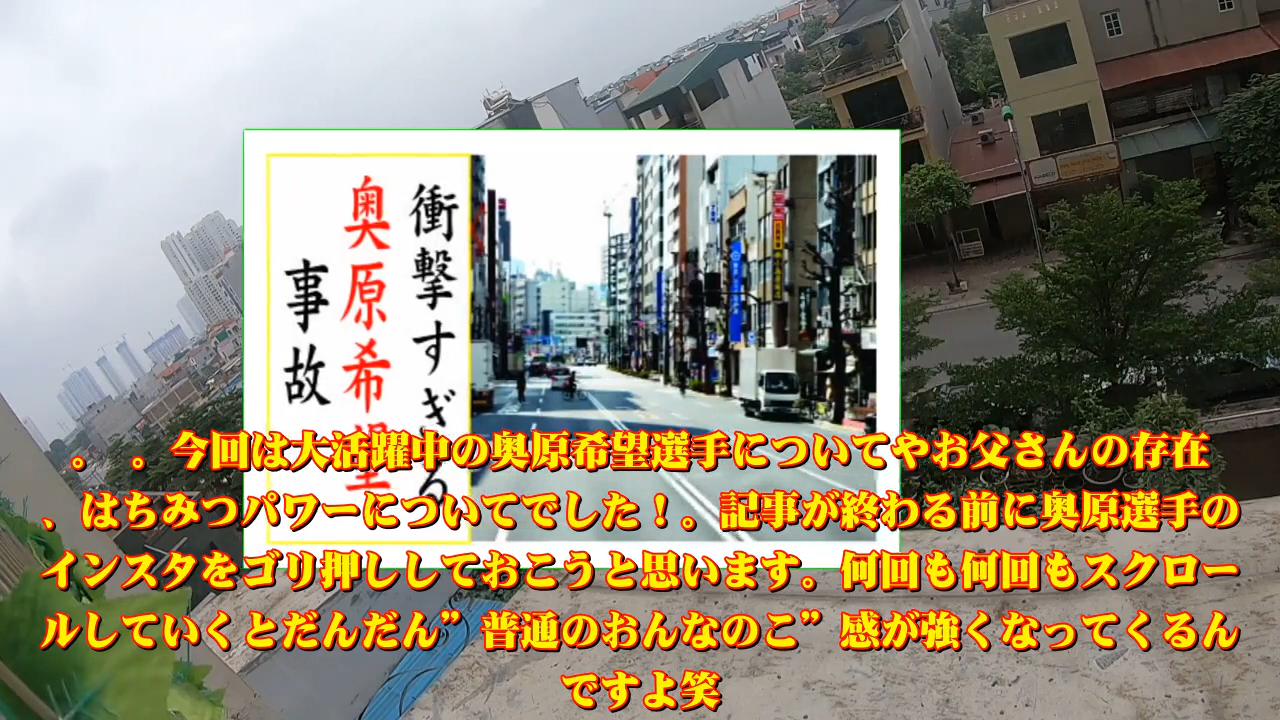 衝撃すぎる
奥原希望
事故
。 。今回は大活躍中の奥原希望選手についてやお父さんの存在
、はちみつパワーについてでした！。記事が終わる前に奥原選手の
インスタをゴリ押ししておこうと思います。何回も何回もスクロー
ルしていくとだんだん”普通のおんなのこ”感が強くなってくるん
ですよ笑